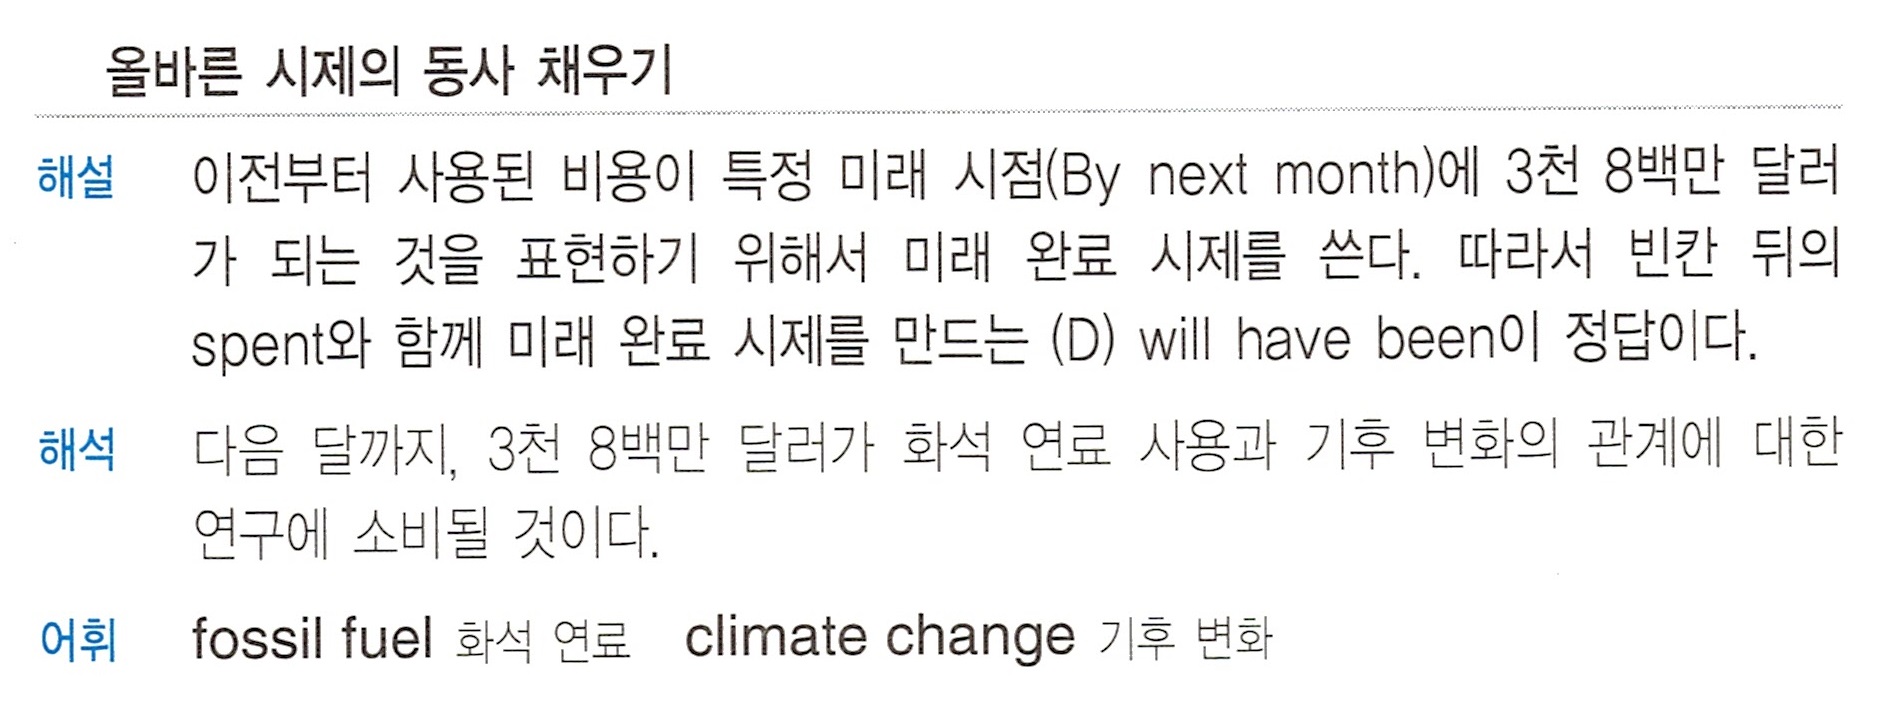 올바른 시제의 동사 채우기
해설 이전부터 사용된 비용이 특정 미래 시점(By next month)에 3천 8백만 달러
가 되는 것을 표현하기 위해서 미래 완료 시제를 쓴다. 따라서 빈칸 뒤의
spent와 함께 미래 완료 시제를 만드는 (D) will have been이 정답이다.
해석 다음 달까지, 3천 8백만 달러가 화석 연료 사용과 기후 변화의 관계에 대한
연구에 소비될 것이다.
어휘 fossil fuel 화석 연료 climate change 기후 변화